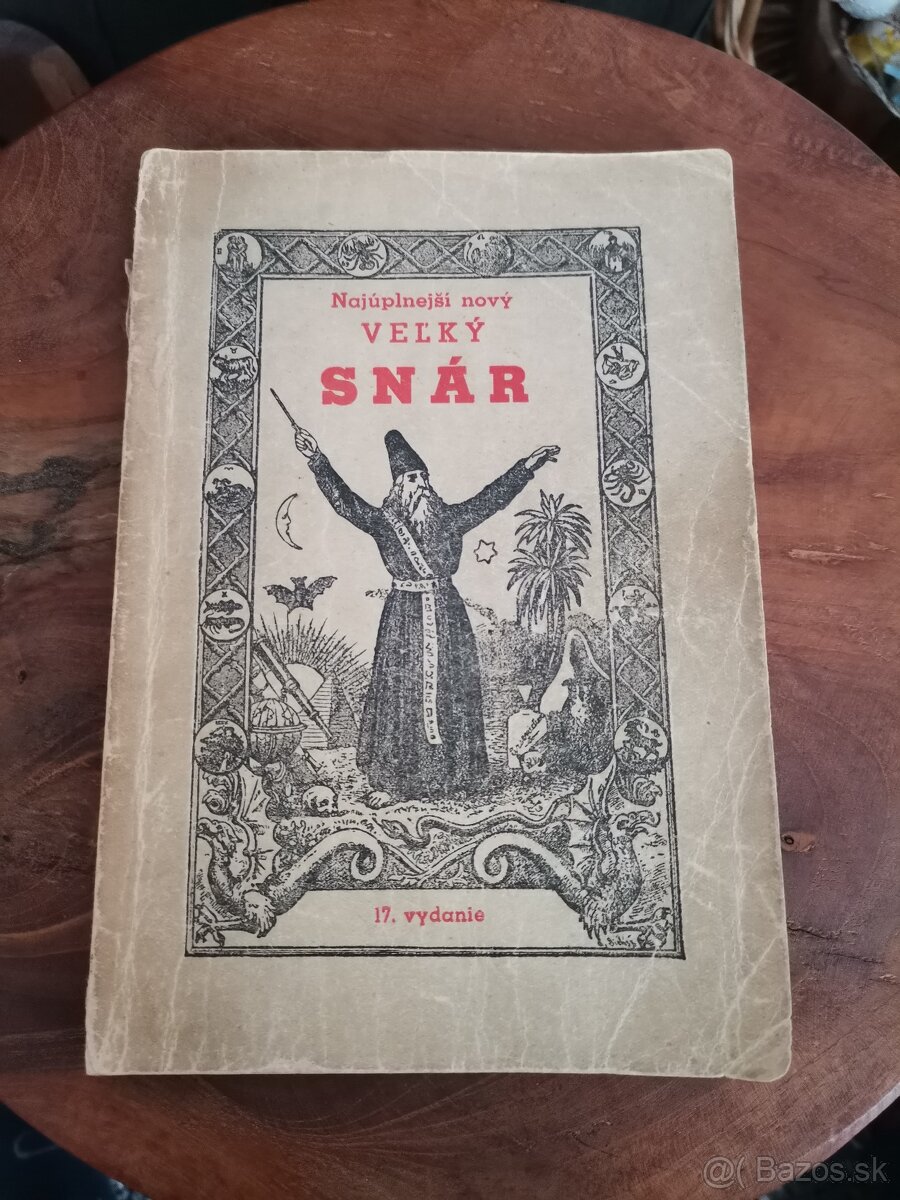 Najúplnejší nový
VEĽKÝ
SNÁR
17. vydanie
@( Bazos.sk